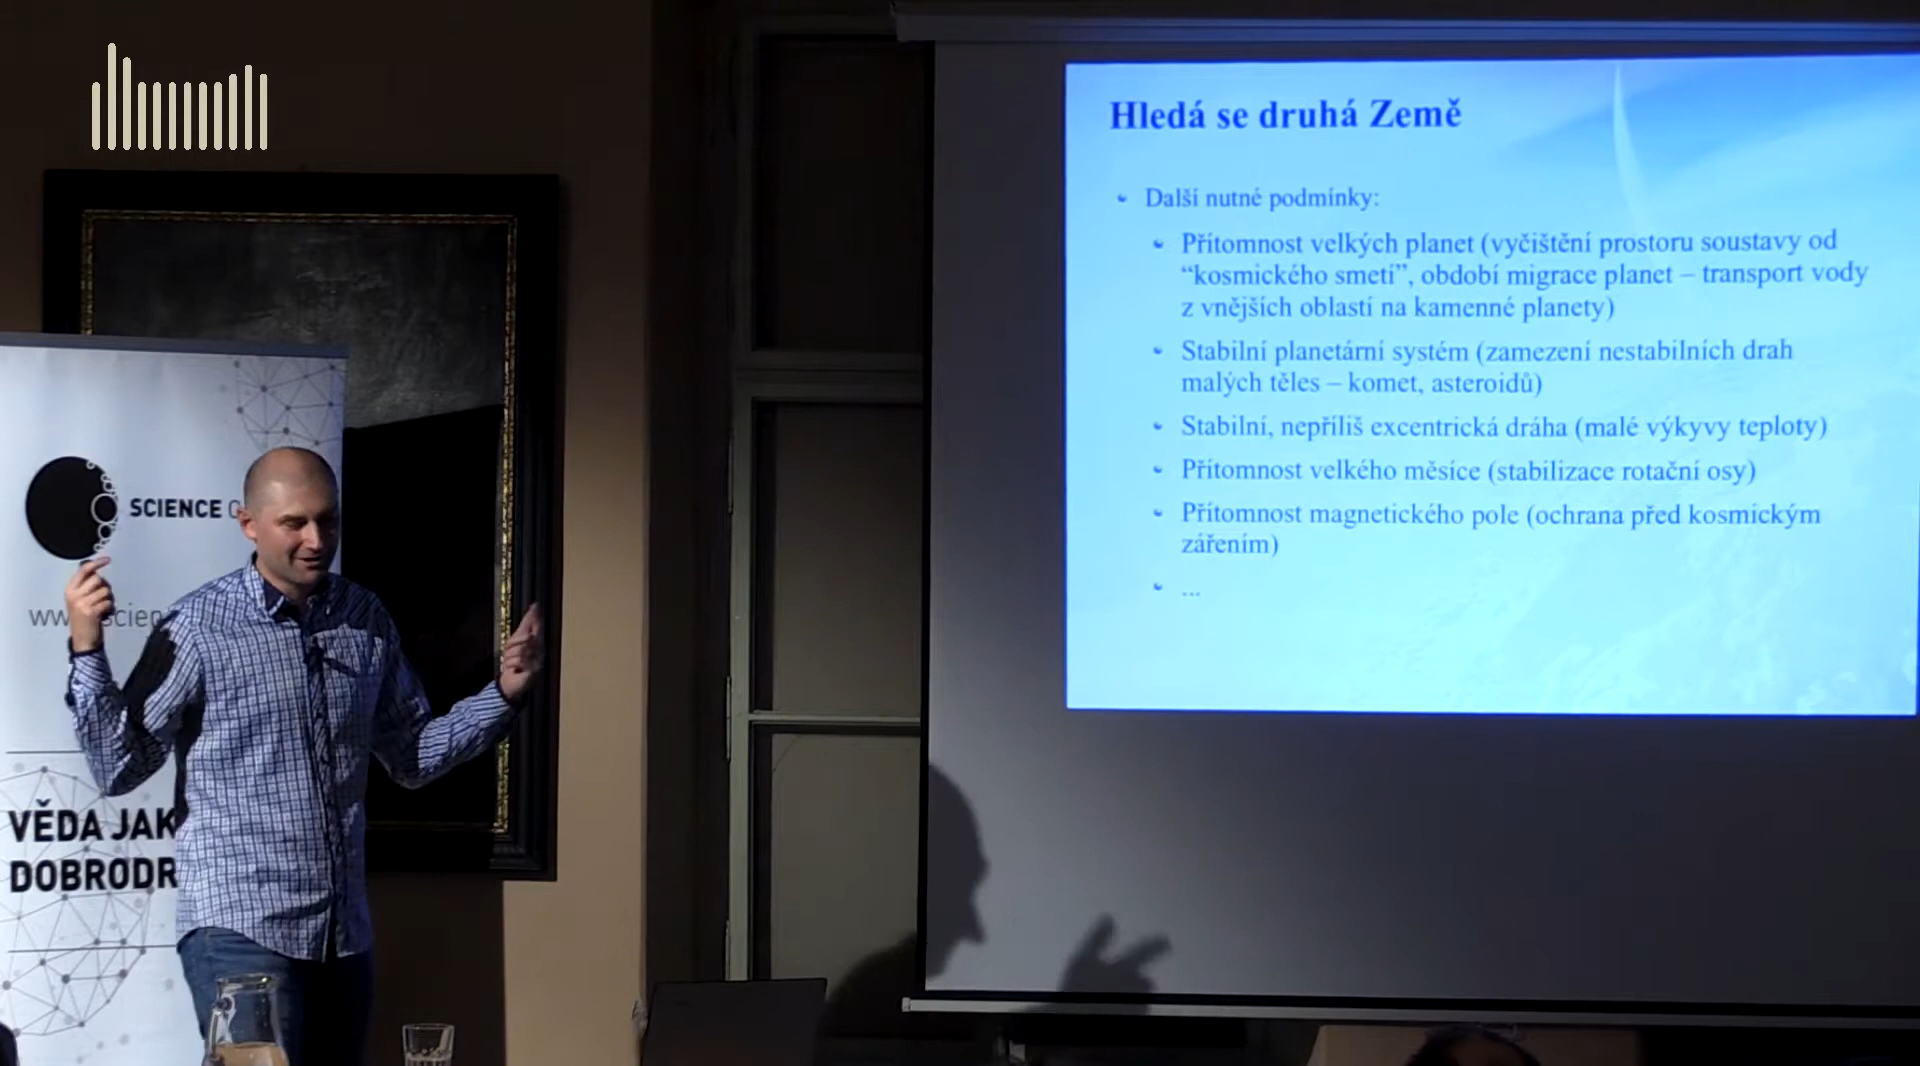 Hledá se druhá Země
Další nutné podmínky:
Přítomnost velkých planet (vyčištění prostoru soustavy od
“kosmického smetí”, období migrace planet – transport vody
z vnějších oblastí na kamenné planety)
Stabilní planetární systém (zamezení nestabilních drah
malých těles – komet, asteroidů)
Stabilní, nepříliš excentrická dráha (malé výkyvy teploty)
Přítomnost velkého měsíce (stabilizace rotační osy)
Přítomnost magnetického pole (ochrana před kosmickým
zářením)
...
SCIENCE
VĚDA JAK
DOBRODR